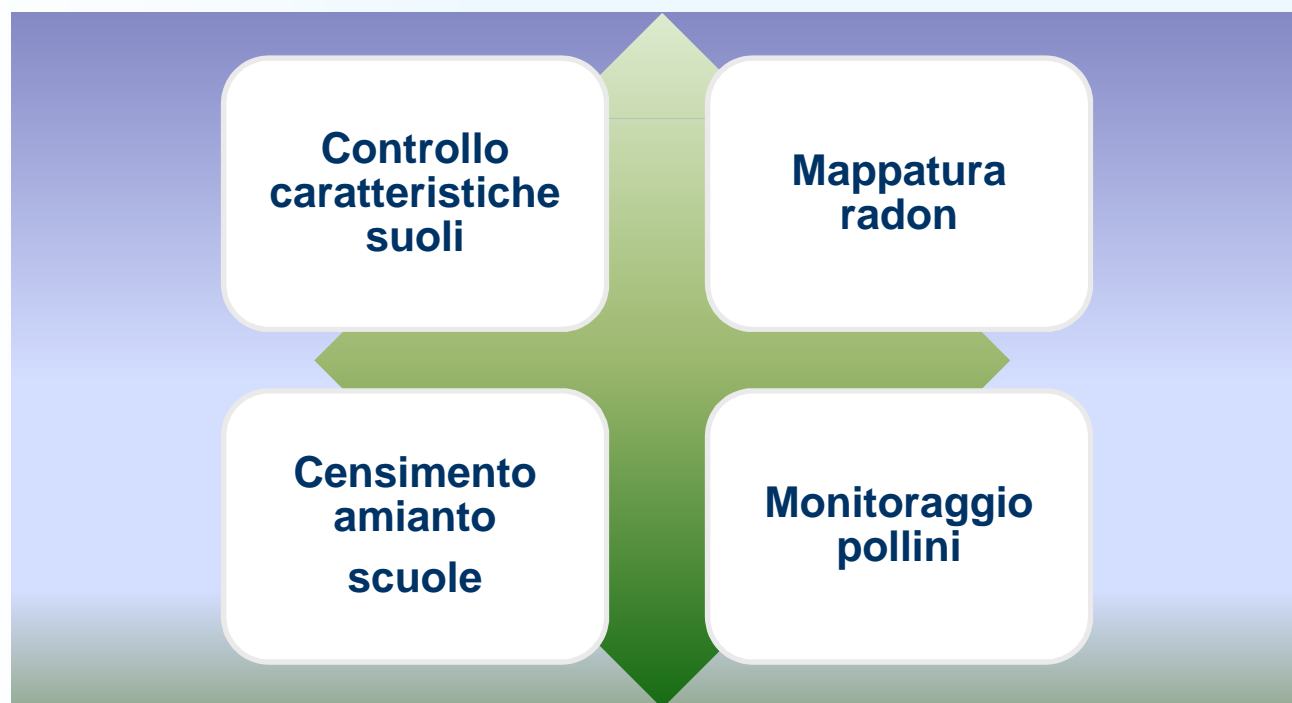 Controllo
caratteristiche
suoli
Mappatura
radon
Censimento
amianto
scuole
Monitoraggio
pollini